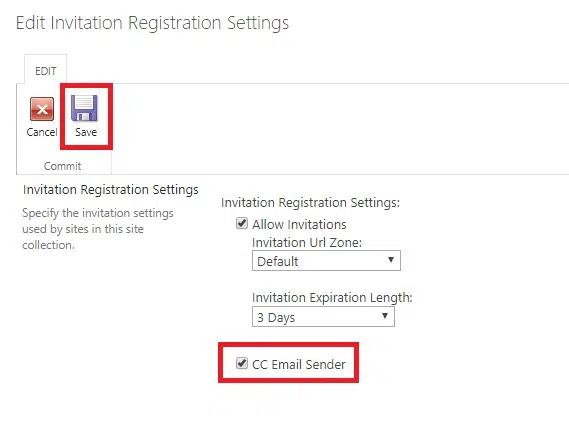 Edit Invitation Registration Settings
EDIT
Cancel
Save
Commit
Invitation Registration Settings
Specify the invitation settings
used by sites in this site
collection.
Invitation Registration Settings:
Allow Invitations
Invitation Url Zone:
Default
Invitation Expiration Length:
3 Days
CC Email Sender